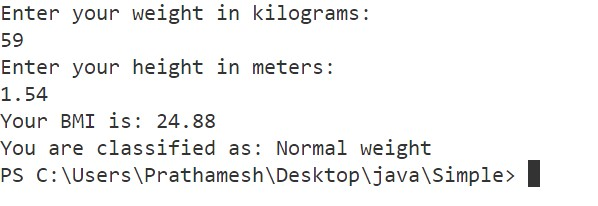 Enter your weight in kilograms:
59
Enter your height in meters:
1.54
Your BMI is: 24.88
You are classified as: Normal weight
PS C:\Users\Prathamesh\Desktop\java\Simple>